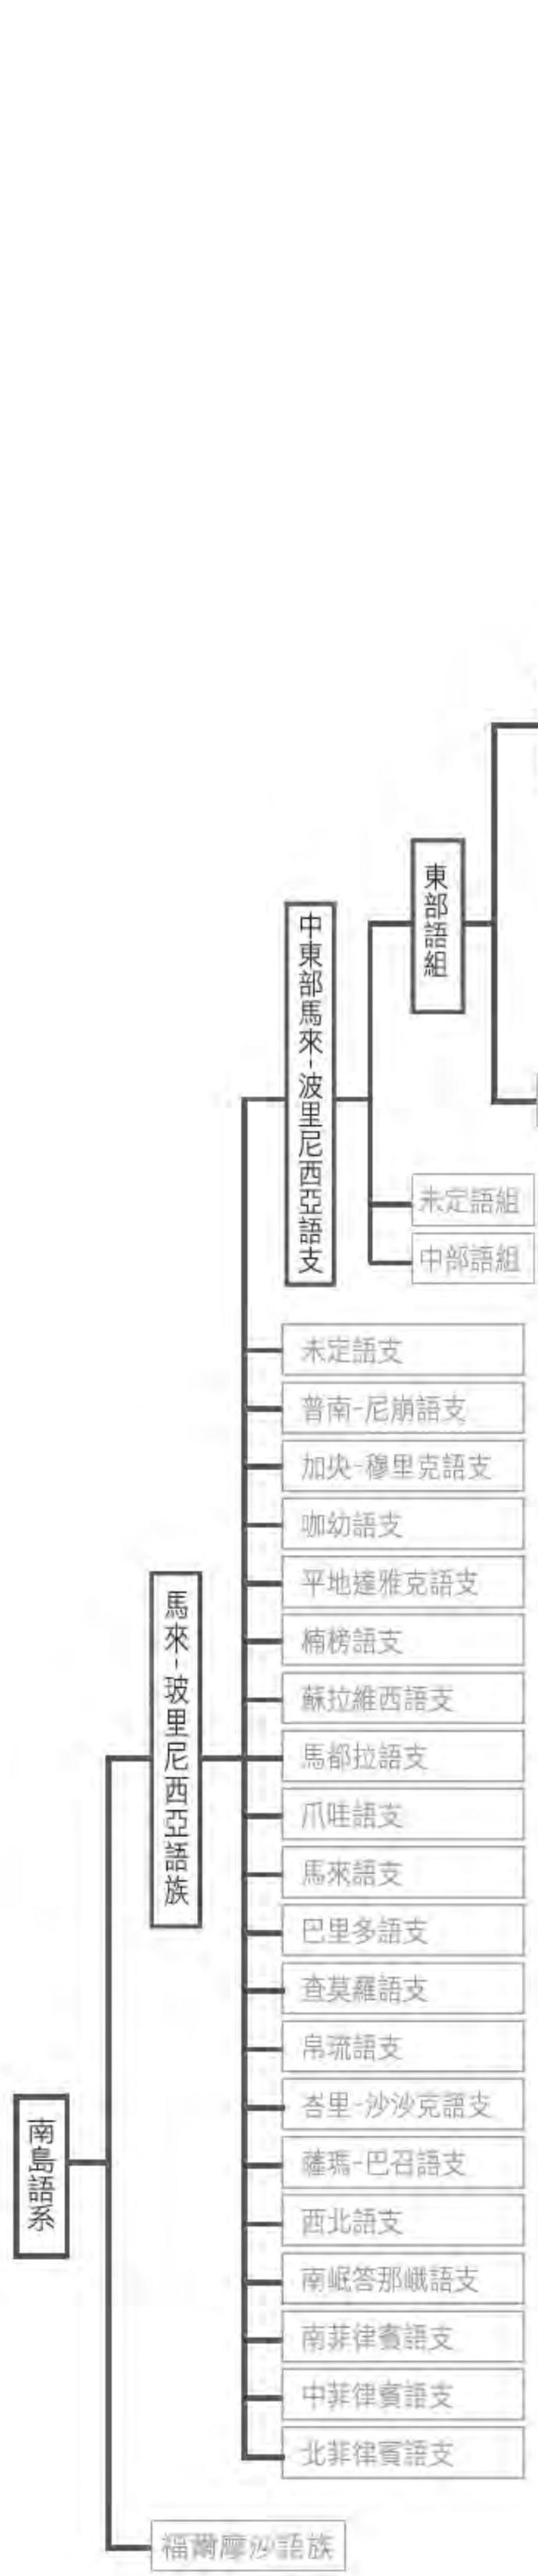 東部語組
中東部馬來-波里尼西亞語支
未定語組
中部語組
未定語支
普南-尼崩語支
加央-穆里克語支
咖幼語支
平地達雅克語支
楠榜語支
蘇拉維西語支
馬都拉語支
爪哇語支
馬來-玻里尼西亞語族
馬來語支
巴里多語支
查莫羅語支
帛琉語支
峇里-沙沙克語支
薩瑪-巴召語支
南島語系
西北語支
南岷答那峨語支
南菲律賓語支
中菲律賓語支
北菲律賓語支
福爾摩沙語族